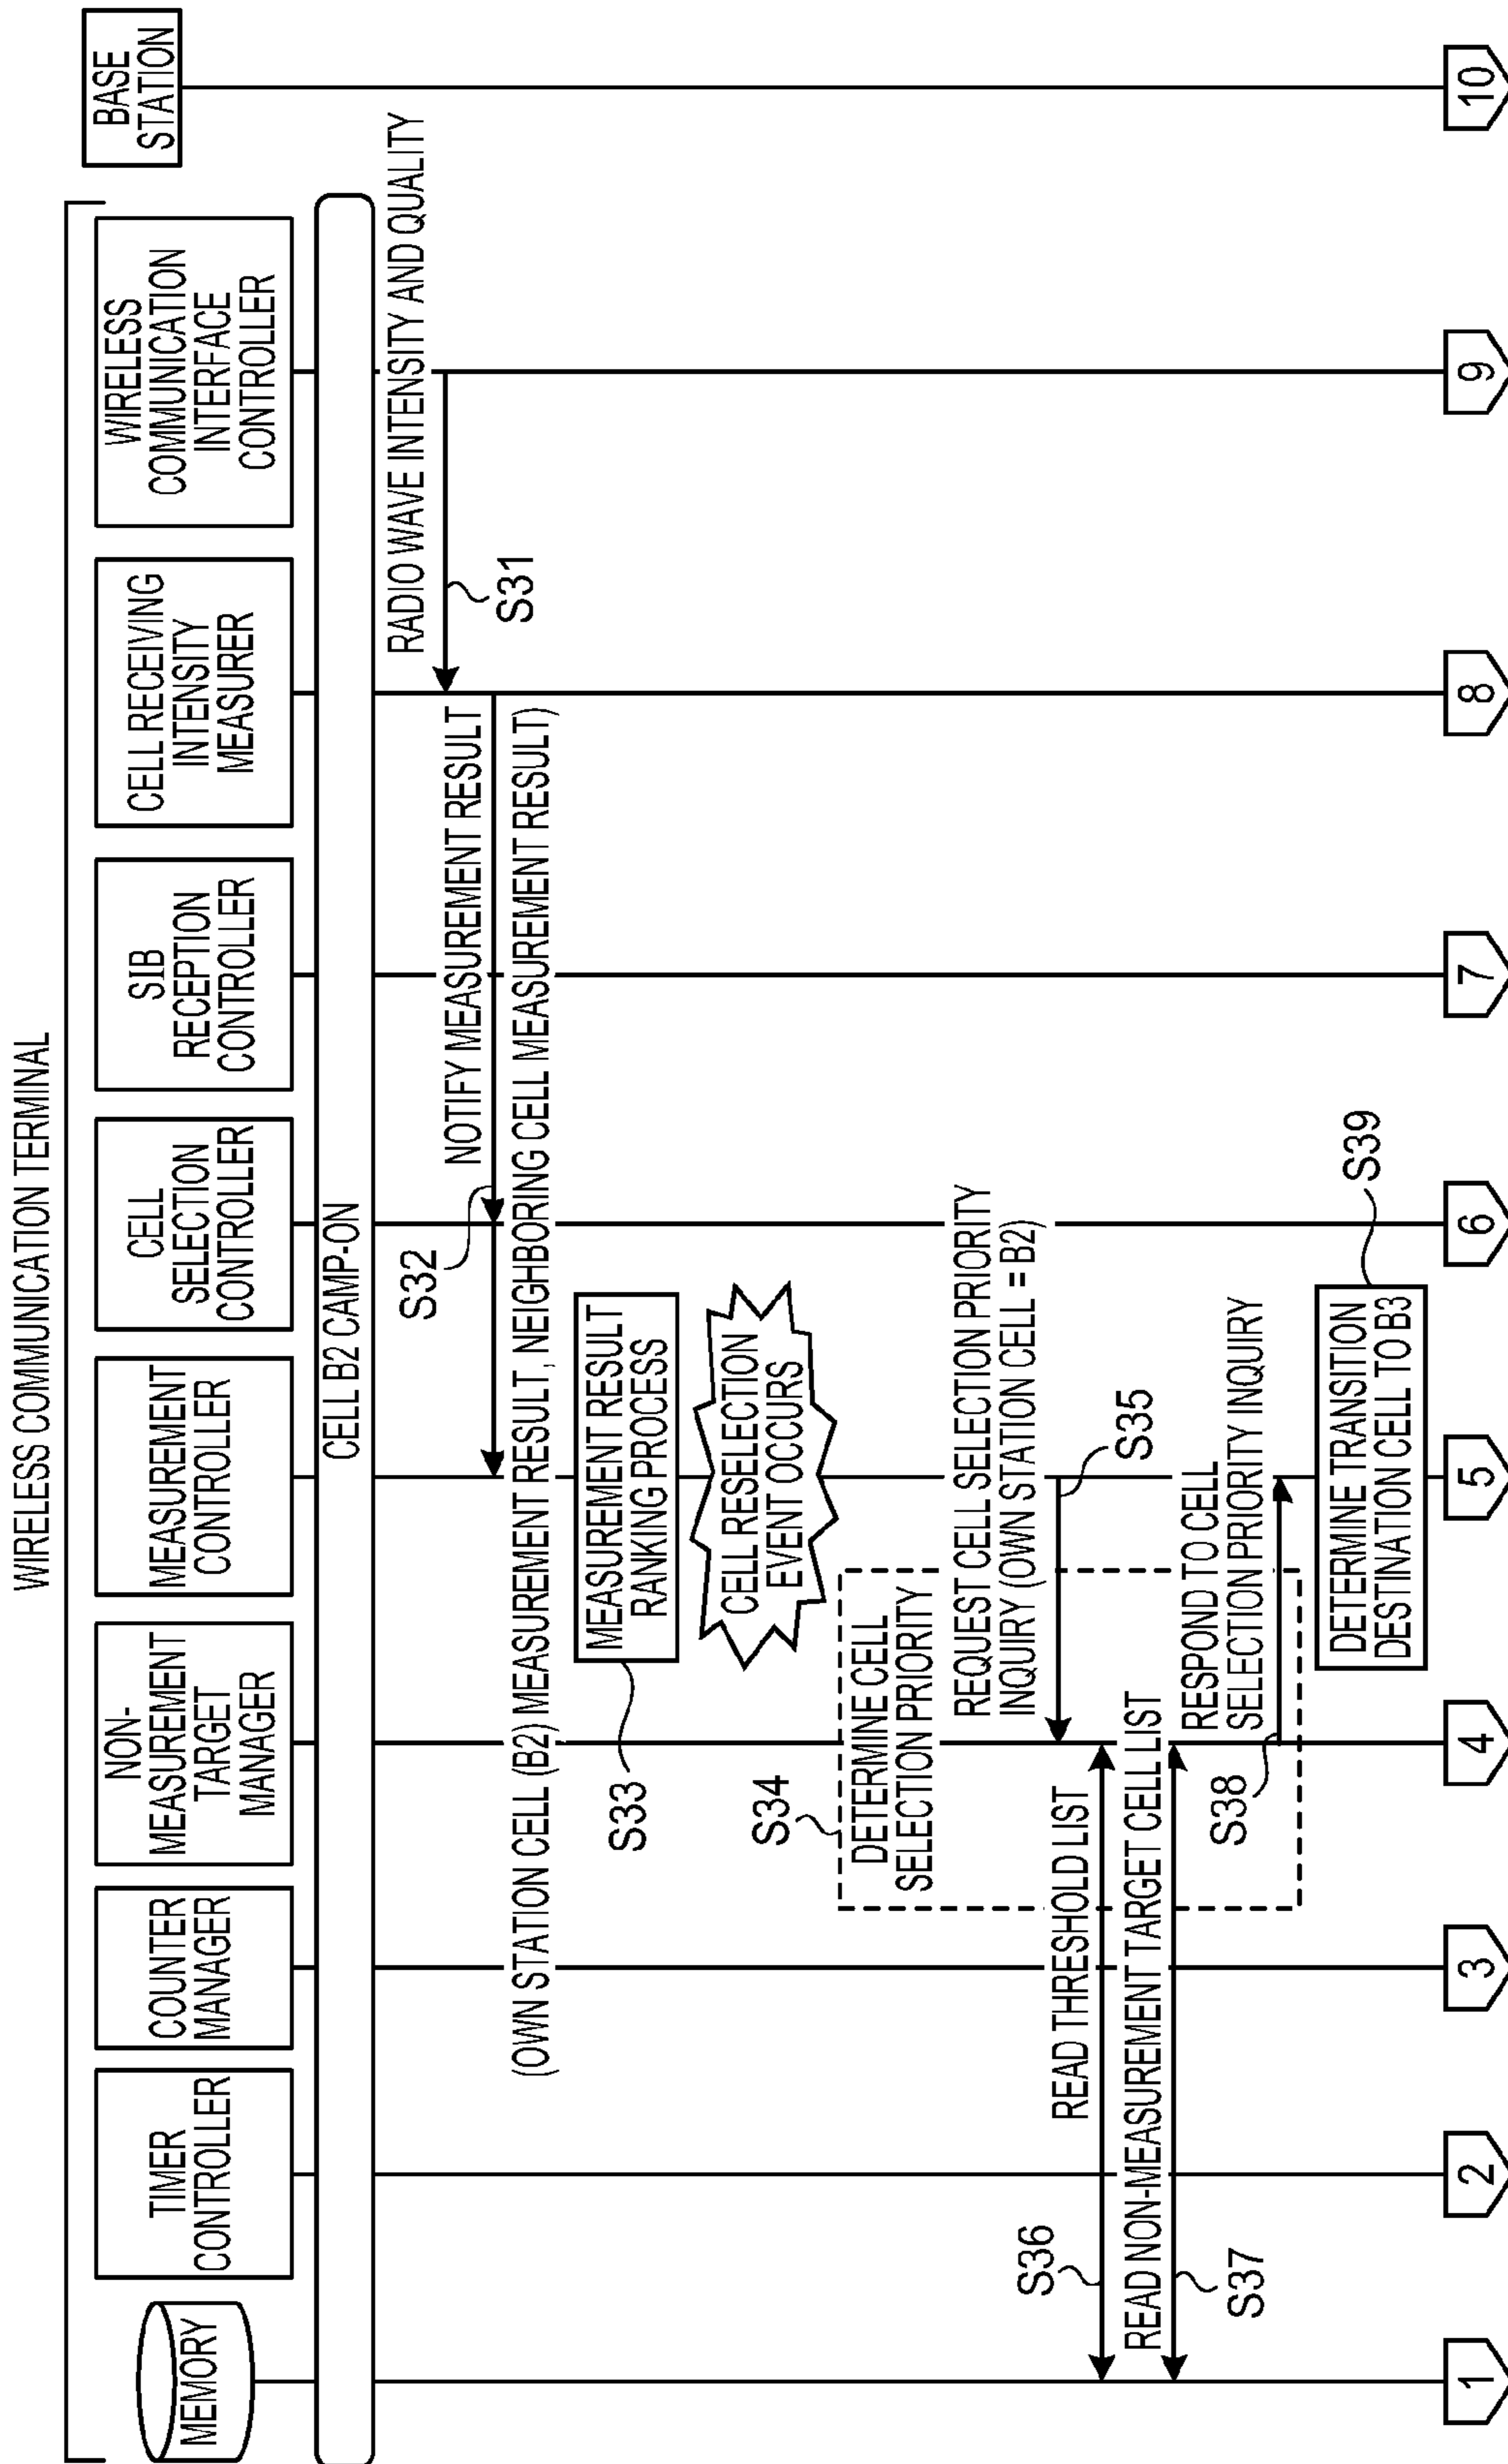 WIRELESS COMMUNICATION TERMINAL
MEMORY
TIMER
CONTROLLER
COUNTER
MANAGER
NON-
MEASUREMENT
TARGET
MANAGER
MEASUREMENT
CONTROLLER
CELL
SELECTION
CONTROLLER
SIB
RECEPTION
CONTROLLER
CELL RECEIVING
INTENSITY
MEASURER
WIRELESS
COMMUNICATION
INTERFACE
CONTROLLER
BASE
STATION
CELL B2 CAMP-ON
RADIO WAVE INTENSITY AND QUALITY
S31
NOTIFY MEASUREMENT RESULT
S32
(OWN STATION CELL (B2) MEASUREMENT RESULT, NEIGHBORING CELL MEASUREMENT RESULT)
MEASUREMENT RESULT
RANKING PROCESS
S33
CELL RESELECTION
EVENT OCCURS
S34
DETERMINE CELL
SELECTION PRIORITY
REQUEST CELL SELECTION PRIORITY
INQUIRY (OWN STATION CELL = B2)
S35
READ THRESHOLD LIST
S36
READ NON-MEASUREMENT TARGET CELL LIST
S37
RESPOND TO CELL
SELECTION PRIORITY INQUIRY
S38
DETERMINE TRANSITION
DESTINATION CELL TO B3
S39
1
2
3
4
5
6
7
8
9
10